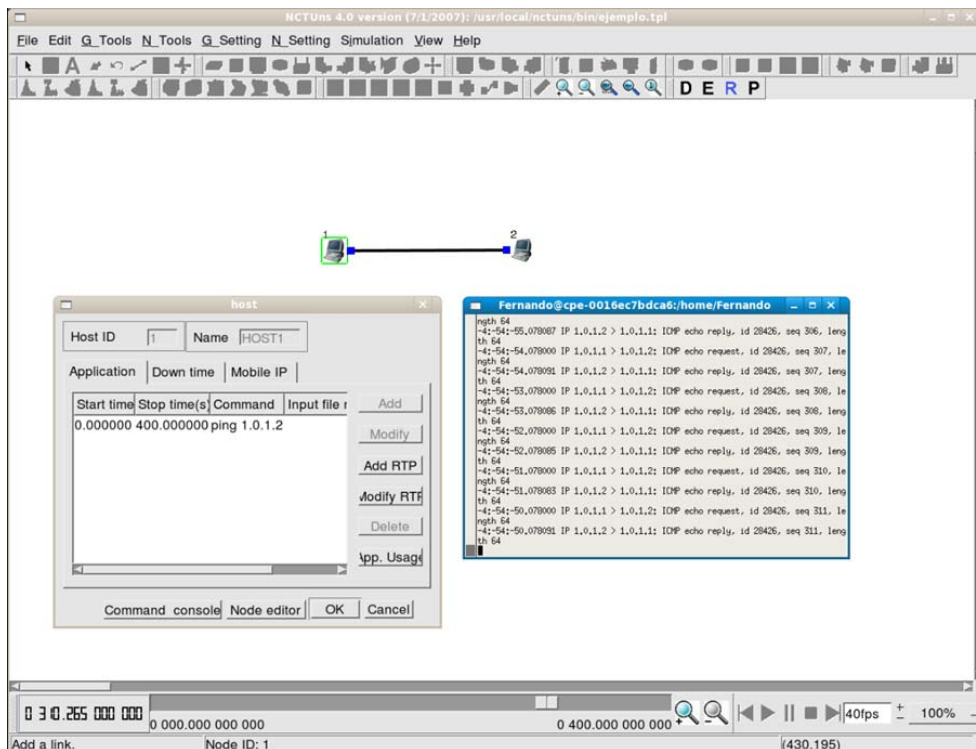 NCTUns 4.0 version (7/1/2007): /usr/local/nctuns/bin/ejemplo.tpl
File Edit G_Tools N_Tools G_Setting N_Setting Simulation View Help
D E R P
1
2
host
Host ID 1 Name HOST1
Application Down time Mobile IP
Start time Stop time(s) Command Input file r
0.000000 400.000000 ping 1.0.1.2
Add
Modify
Add RTP
Modify RTP
Delete
App. Usage
Command console Node editor OK Cancel
Fernando@cpe-0016ec7bdca6:/home/Fernando
ngth 64
-4:-54:-55.078087 IP 1.0.1.2 > 1.0.1.1: ICMP echo reply, id 28426, seq 306, leng
th 64
-4:-54:-54.078000 IP 1.0.1.1 > 1.0.1.2: ICMP echo request, id 28426, seq 307, le
ngth 64
-4:-54:-54.078091 IP 1.0.1.2 > 1.0.1.1: ICMP echo reply, id 28426, seq 307, leng
th 64
-4:-54:-53.078000 IP 1.0.1.1 > 1.0.1.2: ICMP echo request, id 28426, seq 308, le
ngth 64
-4:-54:-53.078086 IP 1.0.1.2 > 1.0.1.1: ICMP echo reply, id 28426, seq 308, leng
th 64
-4:-54:-52.078000 IP 1.0.1.1 > 1.0.1.2: ICMP echo request, id 28426, seq 309, le
ngth 64
-4:-54:-52.078085 IP 1.0.1.2 > 1.0.1.1: ICMP echo reply, id 28426, seq 309, leng
th 64
-4:-54:-51.078000 IP 1.0.1.1 > 1.0.1.2: ICMP echo request, id 28426, seq 310, le
ngth 64
-4:-54:-51.078083 IP 1.0.1.2 > 1.0.1.1: ICMP echo reply, id 28426, seq 310, leng
th 64
-4:-54:-50.078000 IP 1.0.1.1 > 1.0.1.2: ICMP echo request, id 28426, seq 311, le
ngth 64
-4:-54:-50.078091 IP 1.0.1.2 > 1.0.1.1: ICMP echo reply, id 28426, seq 311, leng
th 64
0 310.265 000 000
0 000.000 000 000
0 400.000 000 000
40fps
+
-
100%
Add a link.
Node ID: 1
(430,195)